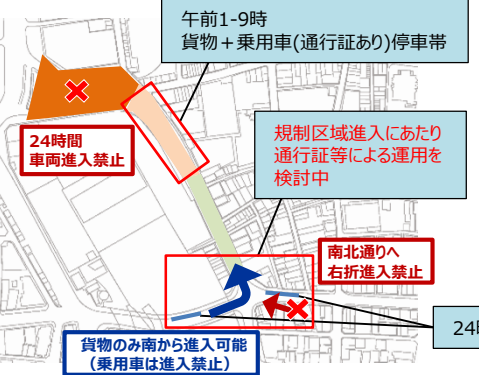 午前1-9時
貨物+乗用車(通行証あり)停車帯
24時間
車両進入禁止
規制区域進入にあたり
通行証等による運用を
検討中
南北通りへ
右折進入禁止
24
貨物のみ南から進入可能
(乗用車は進入禁止)